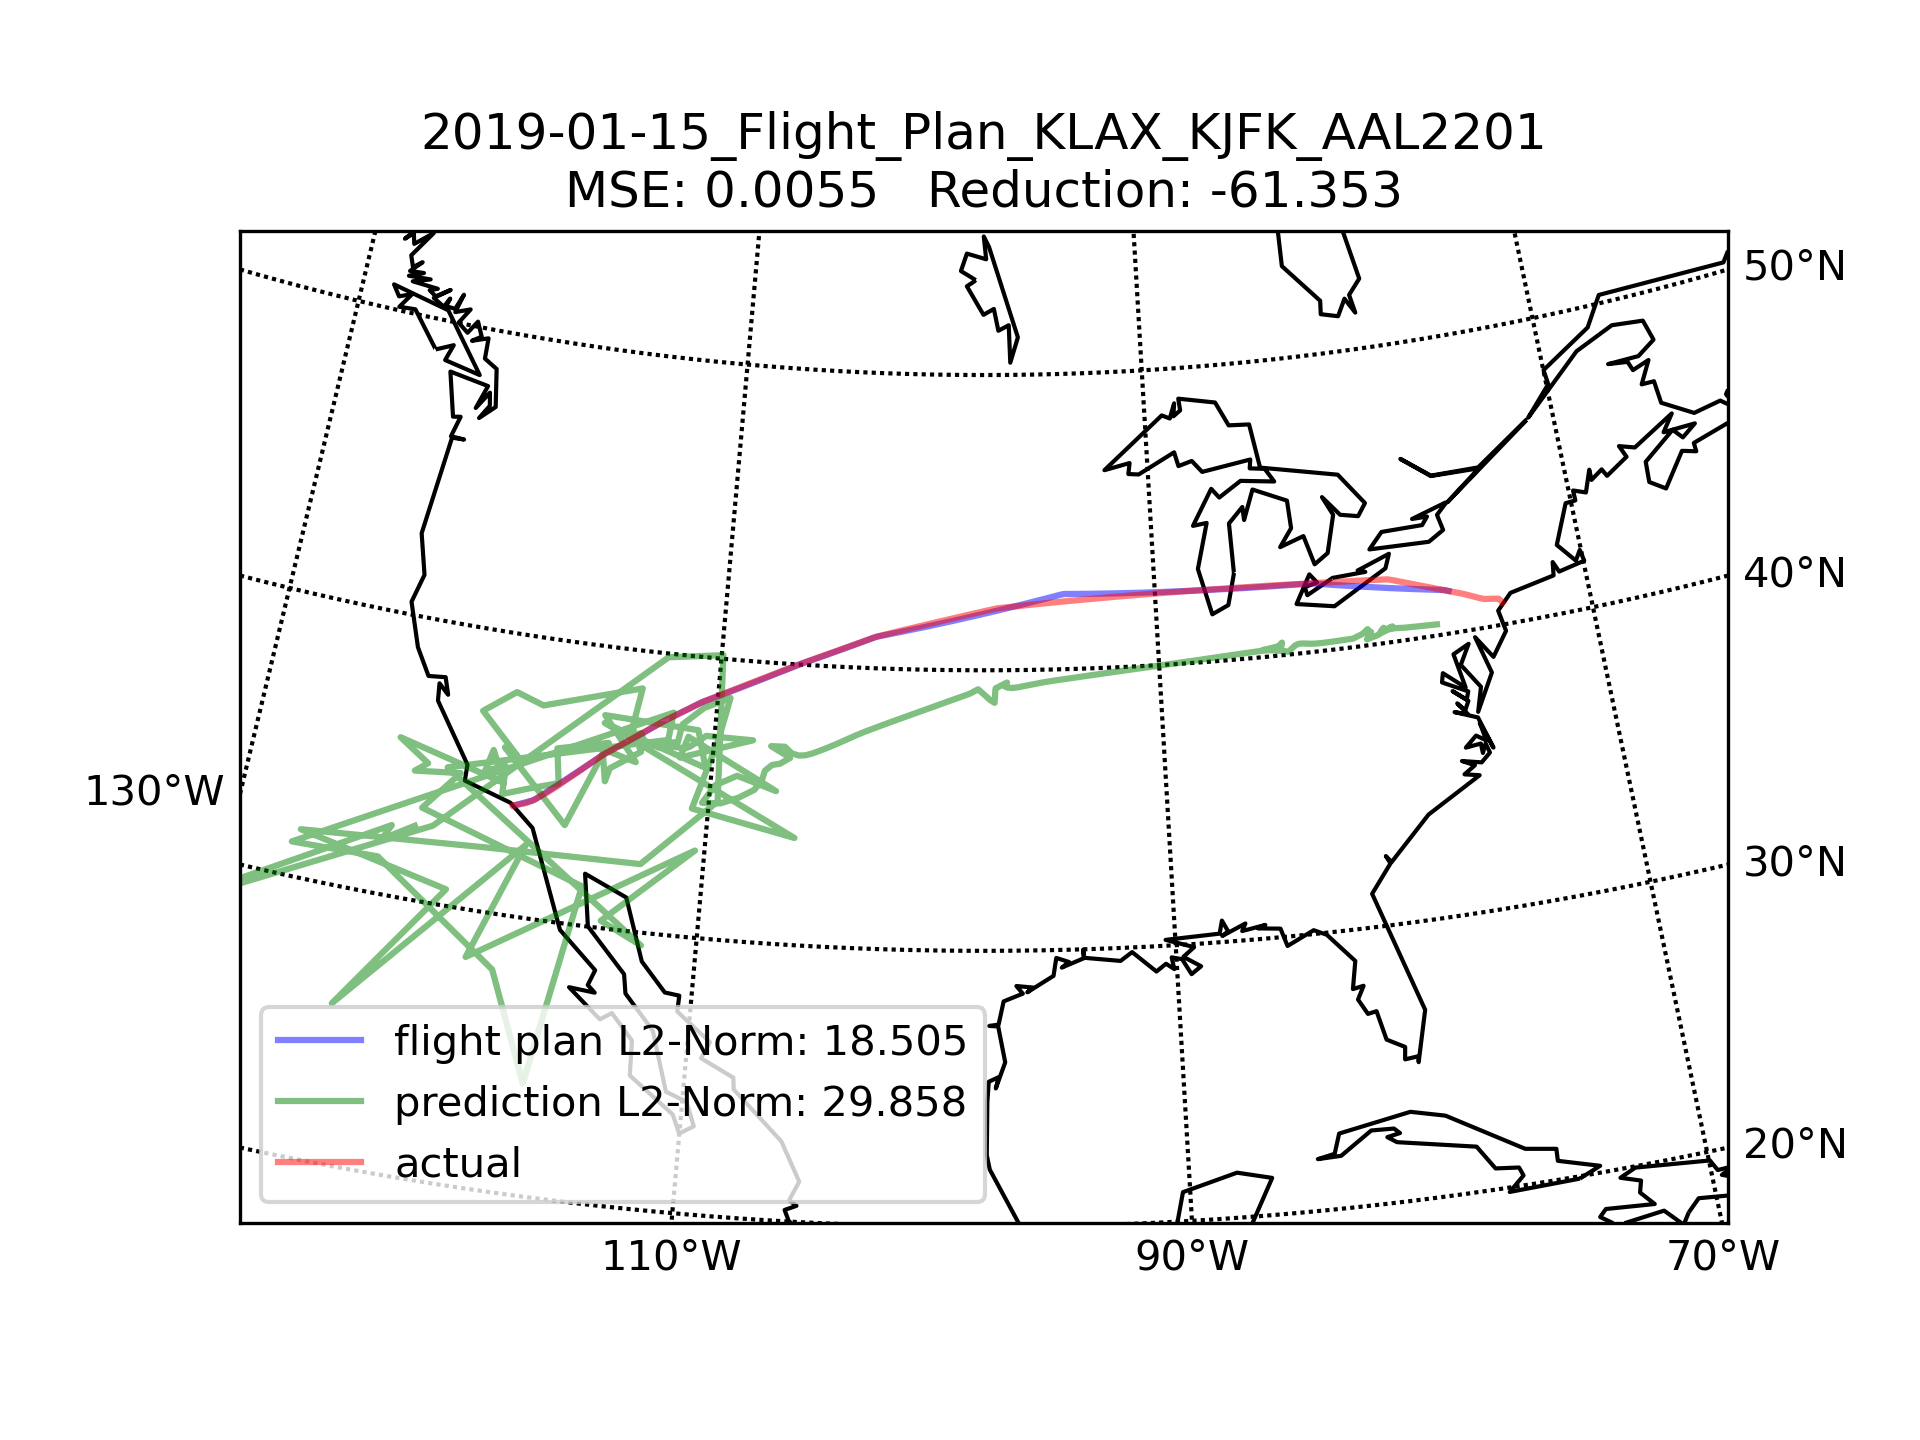 2019-01-15_Flight_Plan_KLAX_KJFK_AAL2201
MSE: 0.0055 Reduction: -61.353
50°N
40°N
130°W
30°N
flight plan L2-Norm: 18.505
prediction L2-Norm: 29.858
20°N
actual
110°W 90°W 70°W